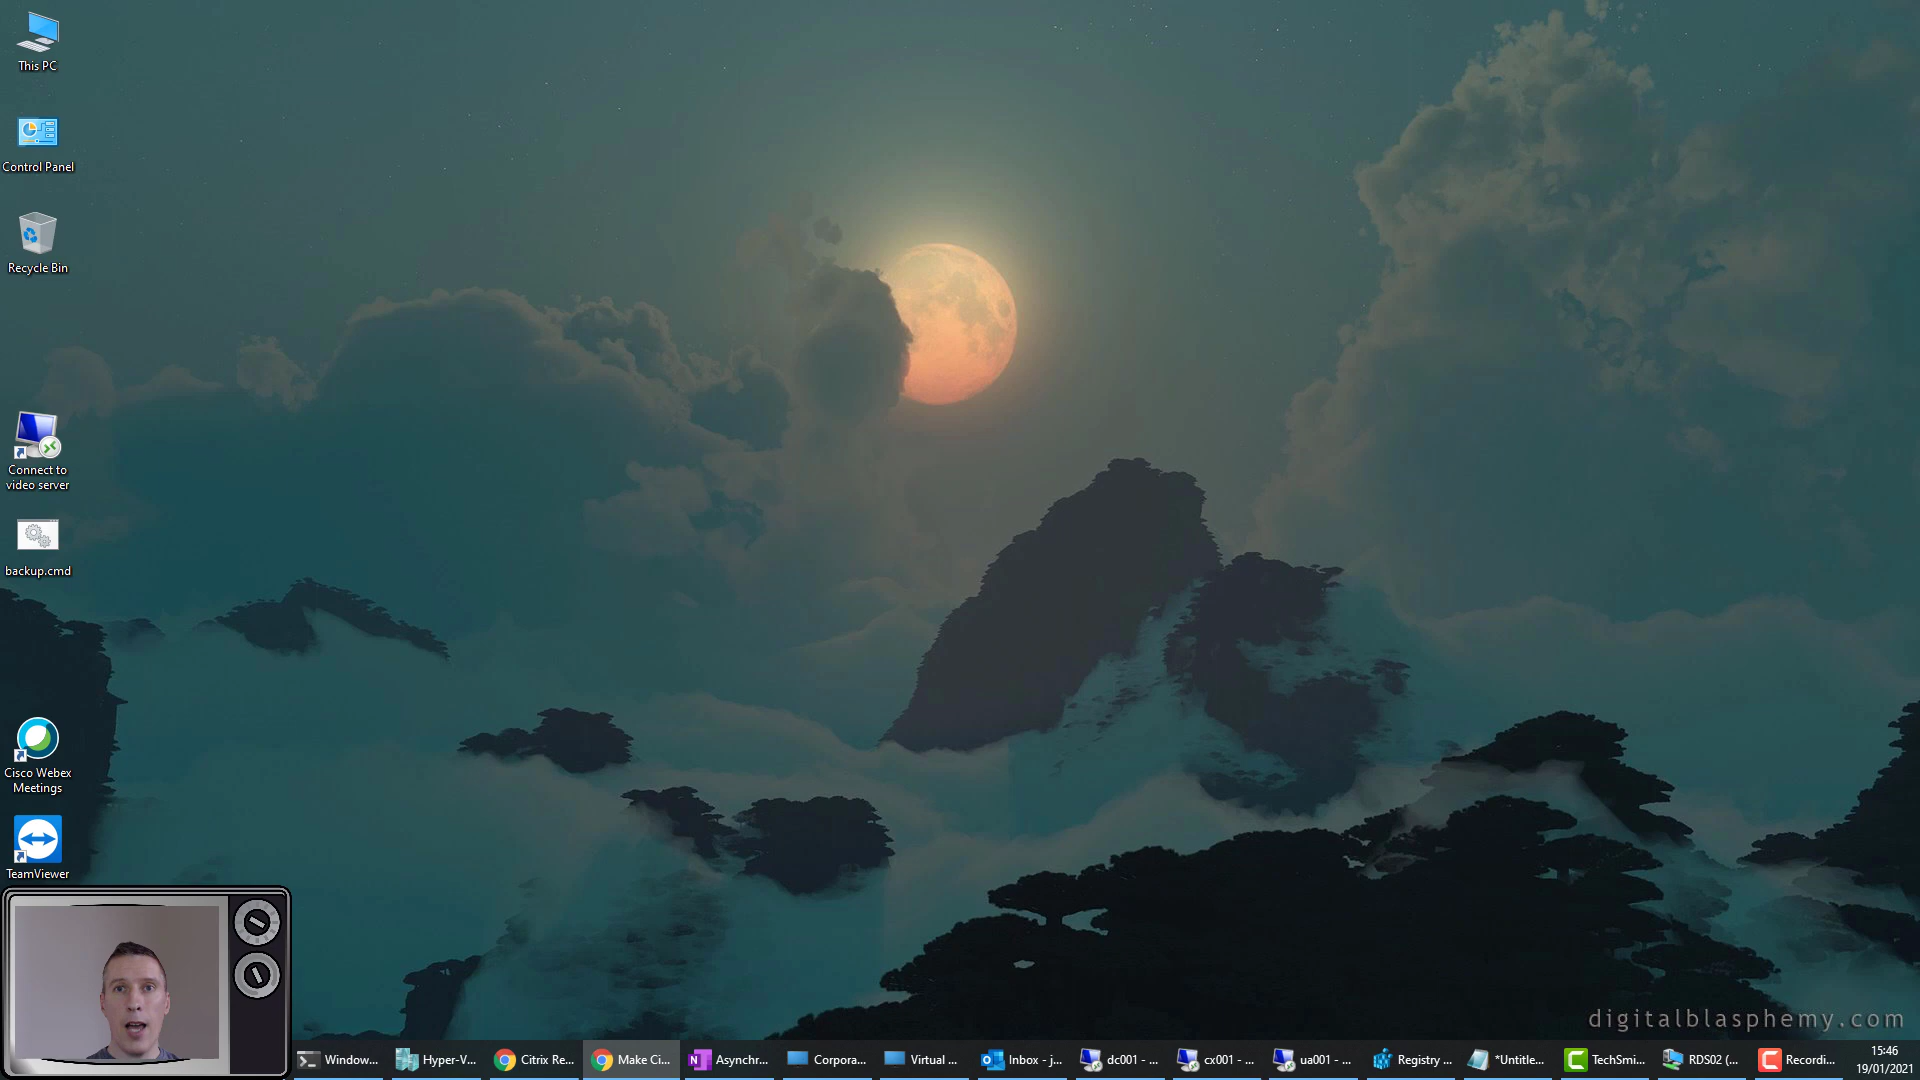 This PC
Control Panel
Recycle Bin
Connect to
video server
backup.cmd
Cisco Webex
Meetings
TeamViewer
digitalblasphemy.com
Window...
Hyper-V...
Citrix Re...
Make Ci...
Asynchr...
Corpora...
Virtual ...
Inbox - j...
dc001 - ...
cx001 - ...
ua001 - ...
Registry ...
*Untitle...
TechSmi...
RDS02 (...
Recordi...
15:46
19/01/2021